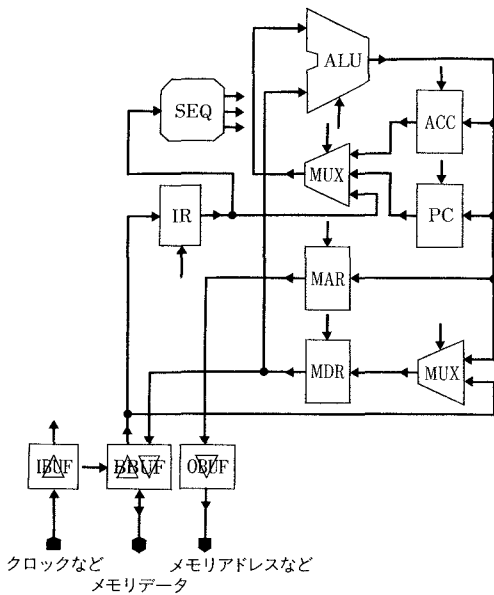 ALU
SEQ
ACC
MUX
IR
PC
MAR
MDR
MUX
IBUF
BBUF
OBUF
クロックなど
メモリアドレスなど
メモリデータ